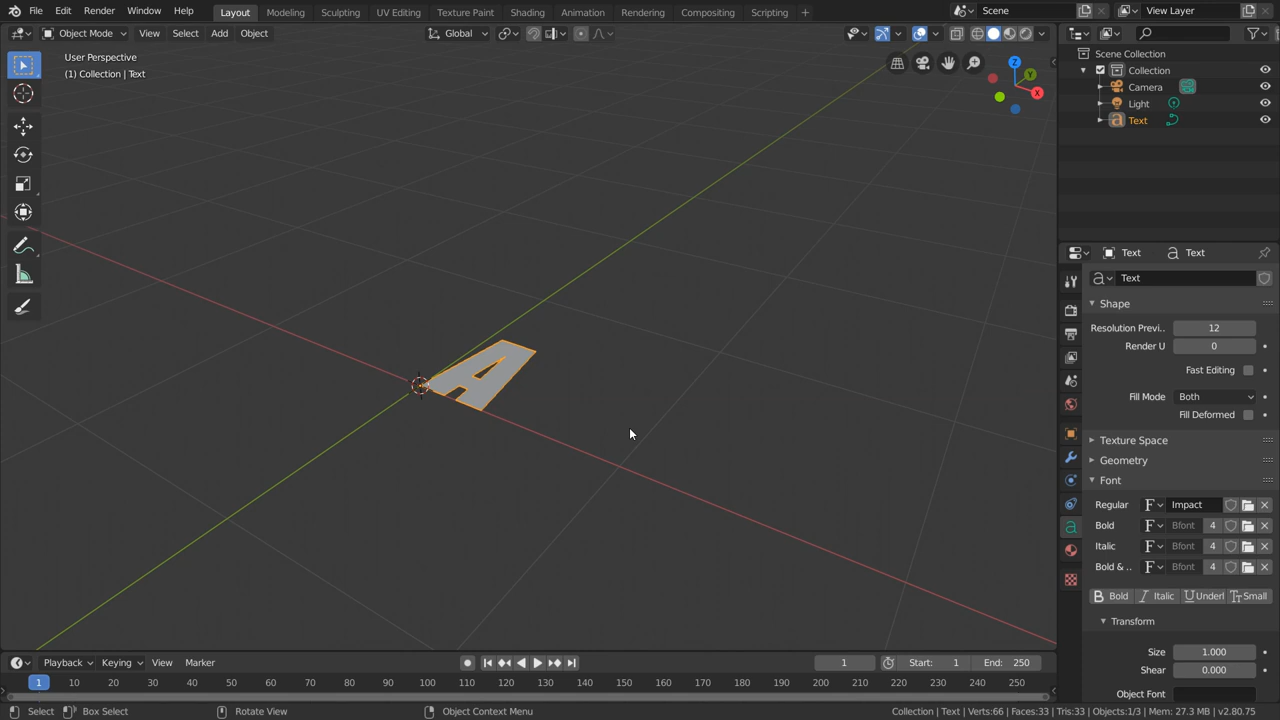 File Edit Render Window Help Layout Modeling Sculpting UV Editing Texture Paint Shading Animation Rendering Compositing Scripting + Scene View Layer
Object Mode View Select Add Object Global
User Perspective
(1) Collection | Text
Z
Y
X
A
Scene Collection
Collection
Camera
Light
Text
Text Text
Text
Shape
Resolution Previ.. 12
Render U 0
Fast Editing
Fill Mode Both
Fill Deformed
Texture Space
Geometry
Font
Regular F Impact
Bold F Bfont 4
Italic F Bfont 4
Bold & .. F Bfont 4
B Bold I Italic U Underl Tt Small
Transform
Size 1.000
Shear 0.000
Object Font
Playback Keying View Marker 1 Start: 1 End: 250
1 10 20 30 40 50 60 70 80 90 100 110 120 130 140 150 160 170 180 190 200 210 220 230 240 250
Select Box Select Rotate View Object Context Menu Collection | Text | Verts:66 | Faces:33 | Tris:33 | Objects:1/3 | Mem: 27.3 MB | v2.80.75